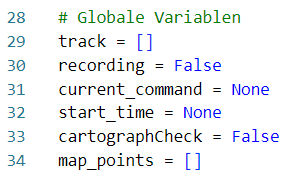 28 # Globale Variablen
29 track = []
30 recording = False
31 current_command = None
32 start_time = None
33 cartographCheck = False
34 map_points = []